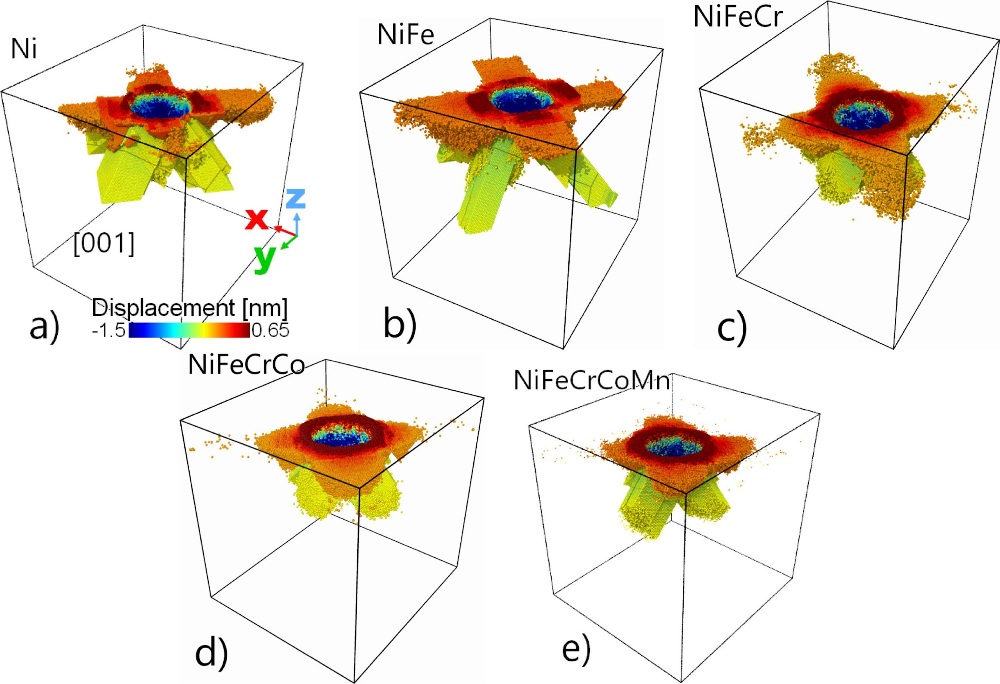 Ni
NiFe
NiFeCr
z
x
y
[001]
Displacement [nm]
-1.5 0.65
a)
b)
c)
NiFeCrCo
NiFeCrCoMn
d)
e)